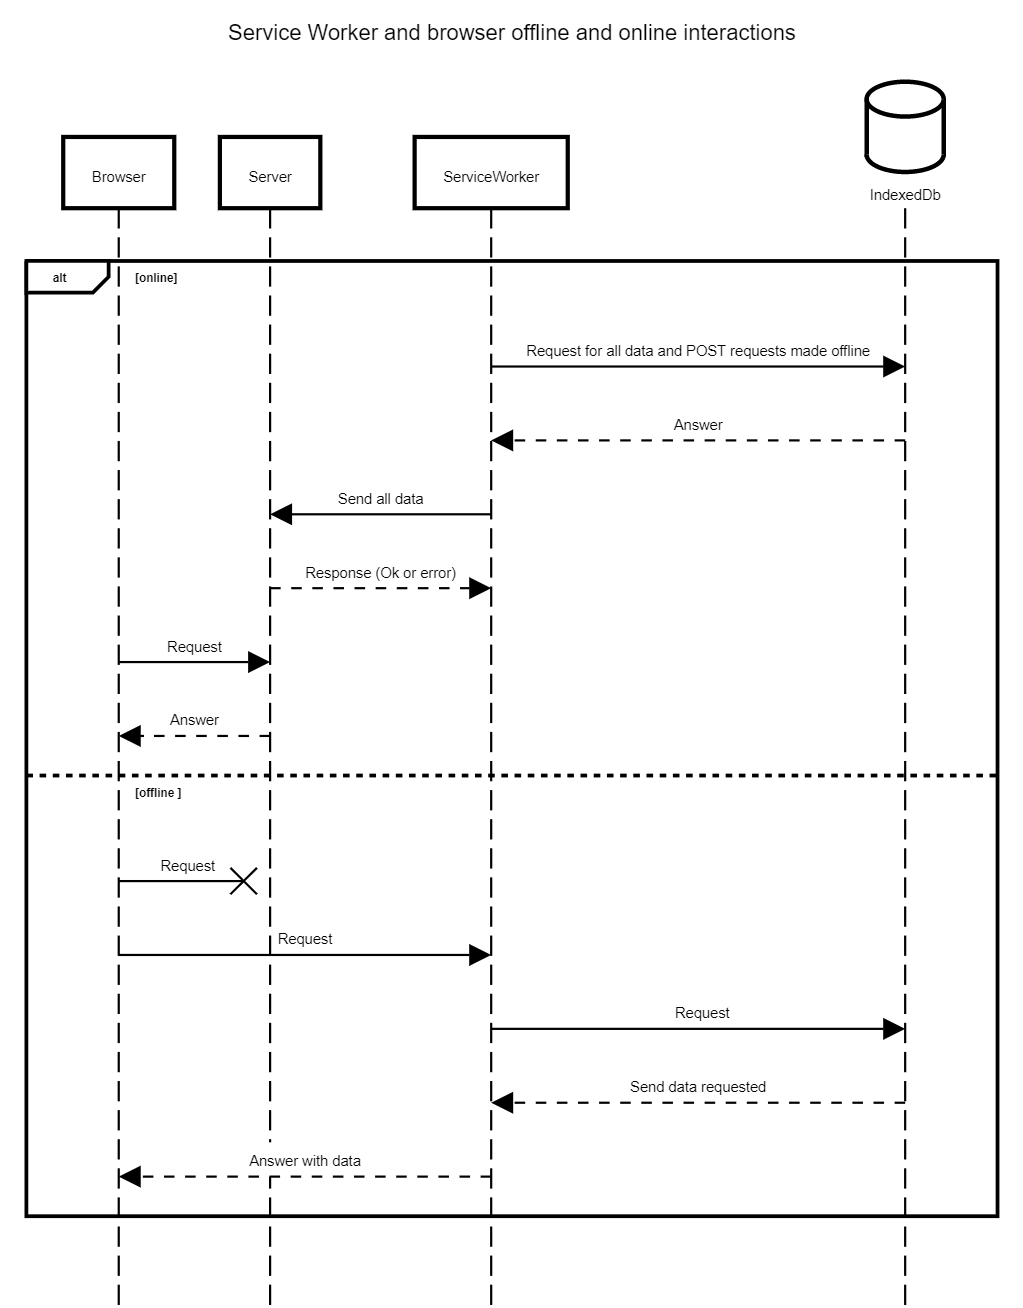 Service Worker and browser offline and online interactions
Browser
Server
ServiceWorker
IndexedDb
alt
[online]
Request for all data and POST requests made offline
Answer
Send all data
Response (Ok or error)
Request
Answer
[offline ]
Request
Request
Request
Send data requested
Answer with data